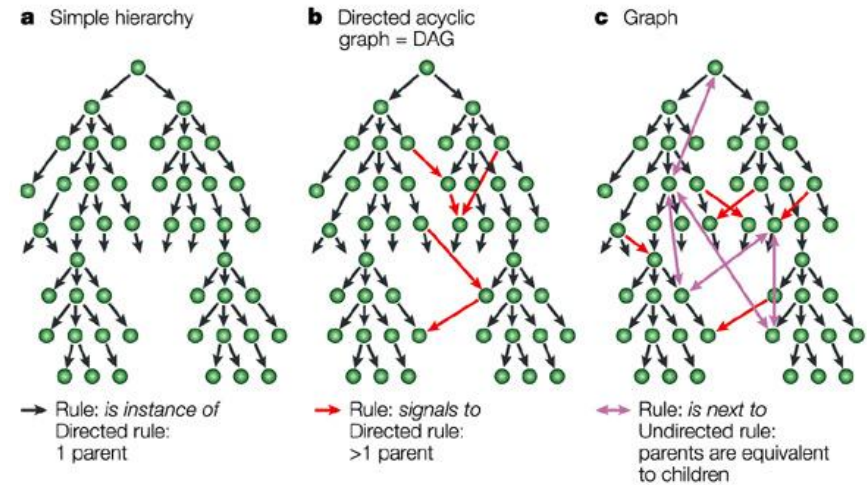 a Simple hierarchy
b Directed acyclic
graph = DAG
c Graph
Rule: is instance of
Directed rule:
1 parent
Rule: signals to
Directed rule:
>1 parent
Rule: is next to
Undirected rule:
parents are equivalent
to children